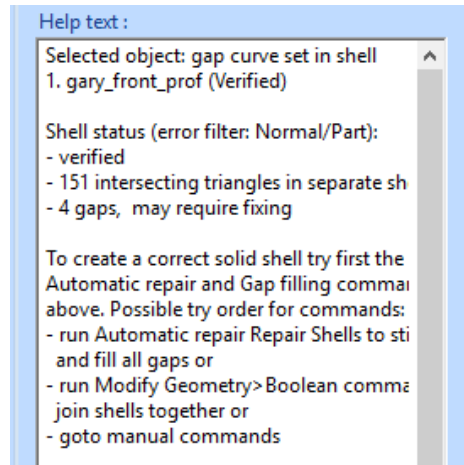 Help text :
Selected object: gap curve set in shell
1. gary_front_prof (Verified)
Shell status (error filter: Normal/Part):
- verified
- 151 intersecting triangles in separate sh
- 4 gaps,  may require fixing
To create a correct solid shell try first the
Automatic repair and Gap filling comma
above. Possible try order for commands:
- run Automatic repair Repair Shells to sti
and fill all gaps or
- run Modify Geometry>Boolean comma
join shells together or
- goto manual commands